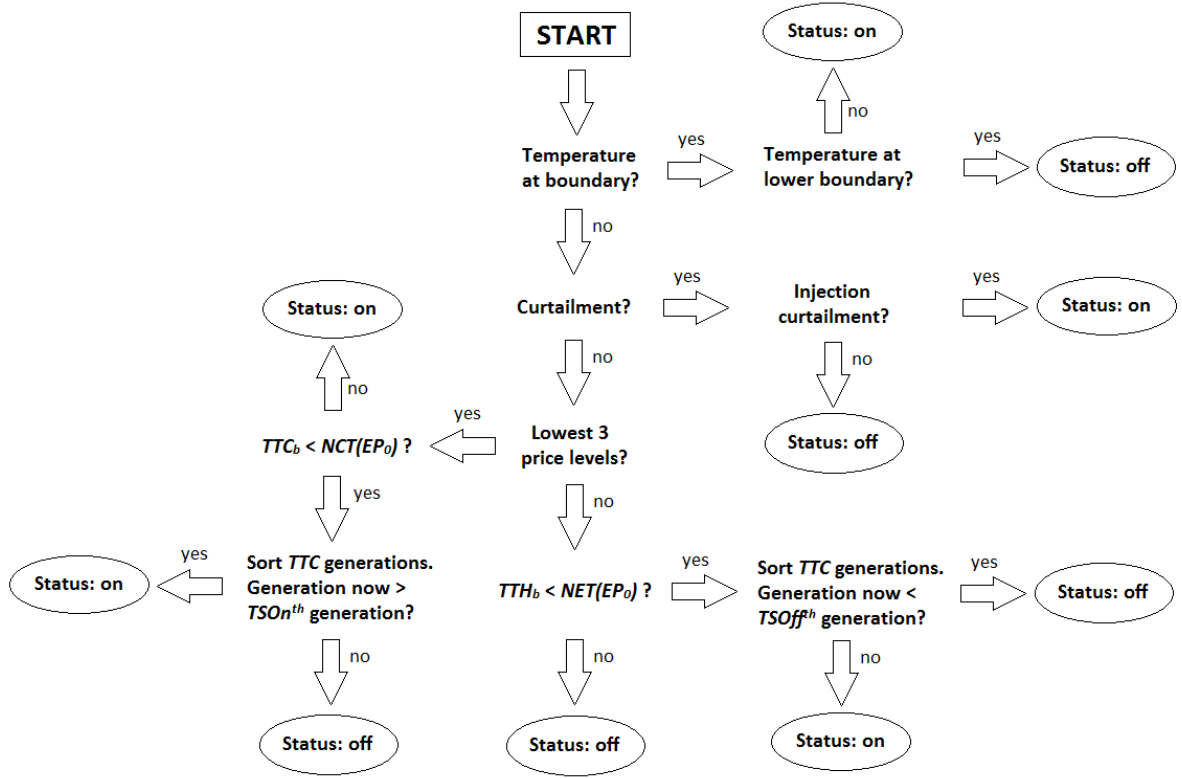 START
Status: on
no
yes
yes
Temperature
at boundary?
Temperature at
lower boundary?
Status: off
no
yes
yes
Status: on
Curtailment?
Injection
curtailment?
Status: on
no
no
no
yes
TTCb < NCT(EP0) ?
Lowest 3
price levels?
Status: off
yes
no
yes
Sort TTC generations.
Generation now >
TSOnth generation?
Status: on
TTHb < NET(EP0) ?
yes
Sort TTC generations.
Generation now <
TSOffth generation?
yes
Status: off
no
no
no
Status: off
Status: off
Status: on